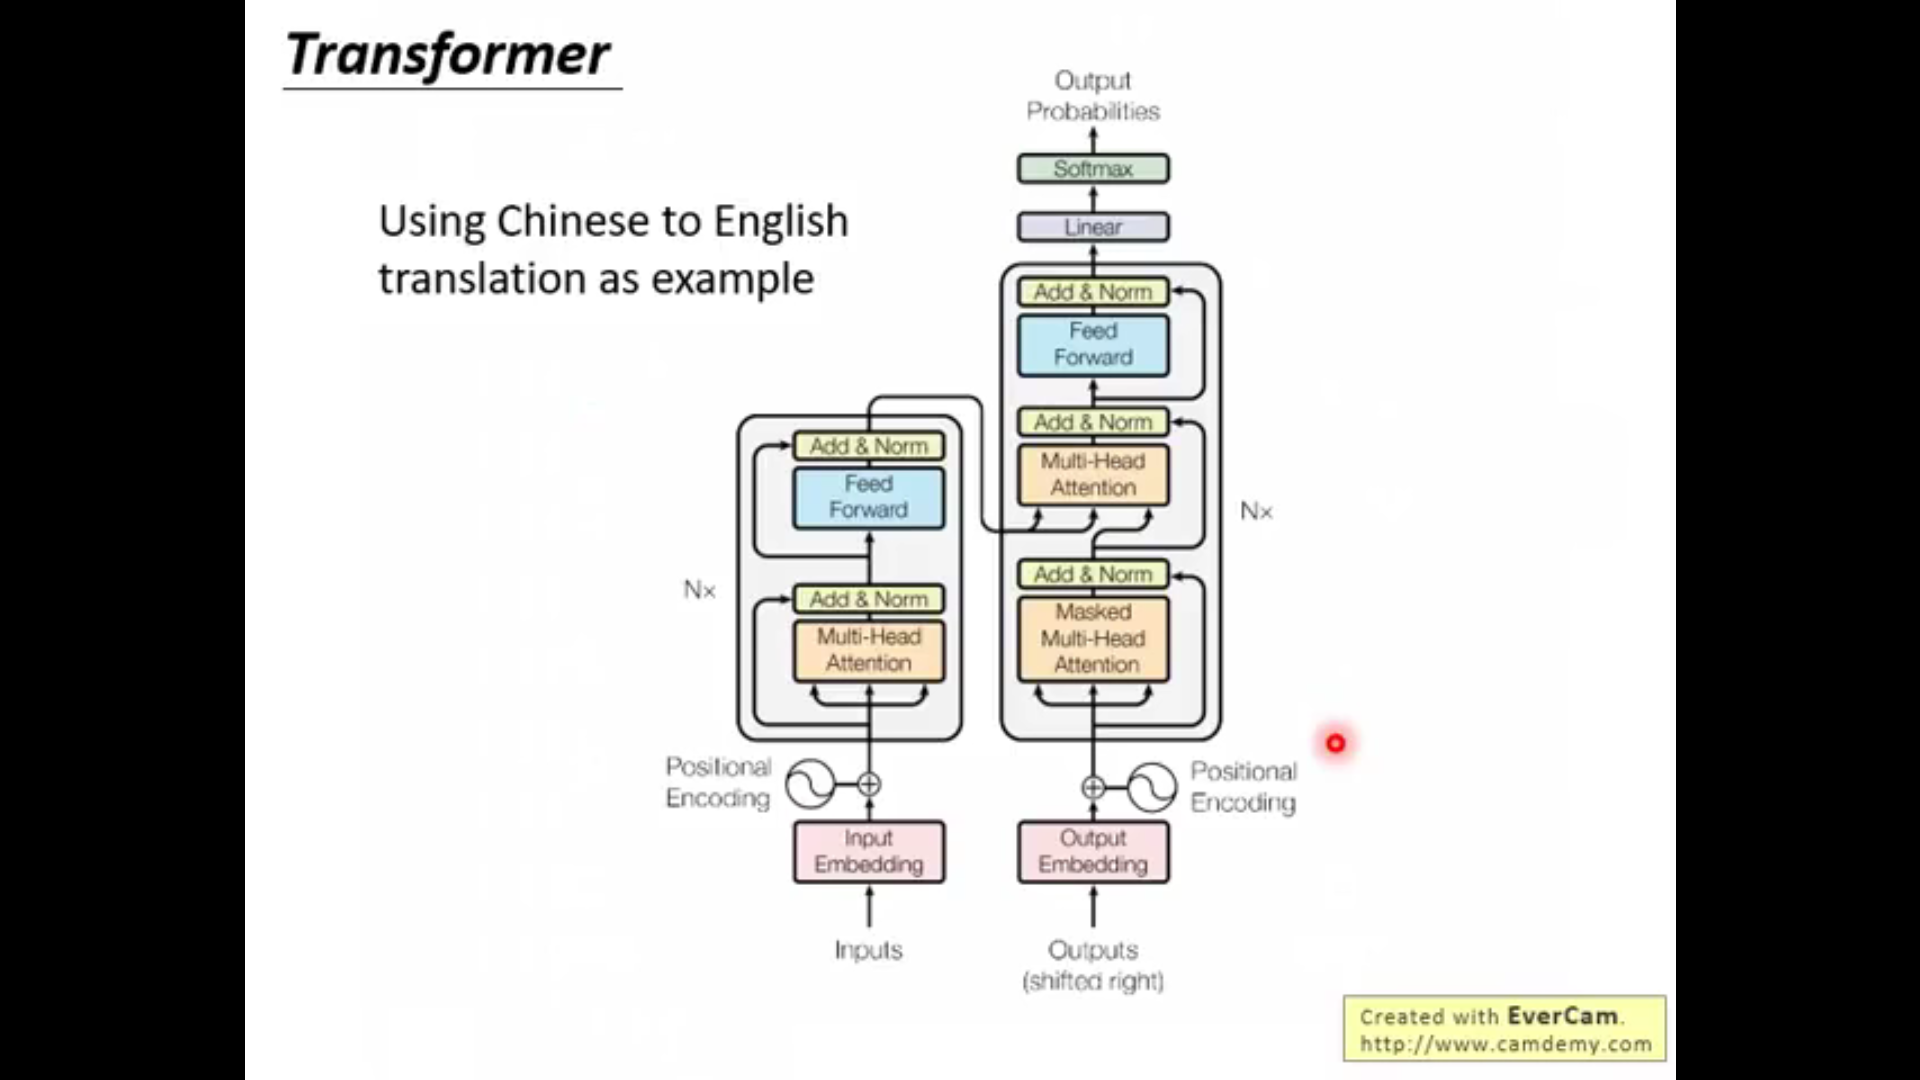 Transformer
Using Chinese to English
translation as example
Output
Probabilities
Softmax
Linear
Add & Norm
Feed
Forward
Add & Norm
Multi-Head
Attention
Nx
Add & Norm
Masked
Multi-Head
Attention
Positional
Encoding
Output
Embedding
Outputs
(shifted right)
Add & Norm
Feed
Forward
Nx
Add & Norm
Multi-Head
Attention
Positional
Encoding
Input
Embedding
Inputs
Created with EverCam.
http://www.camdemy.com